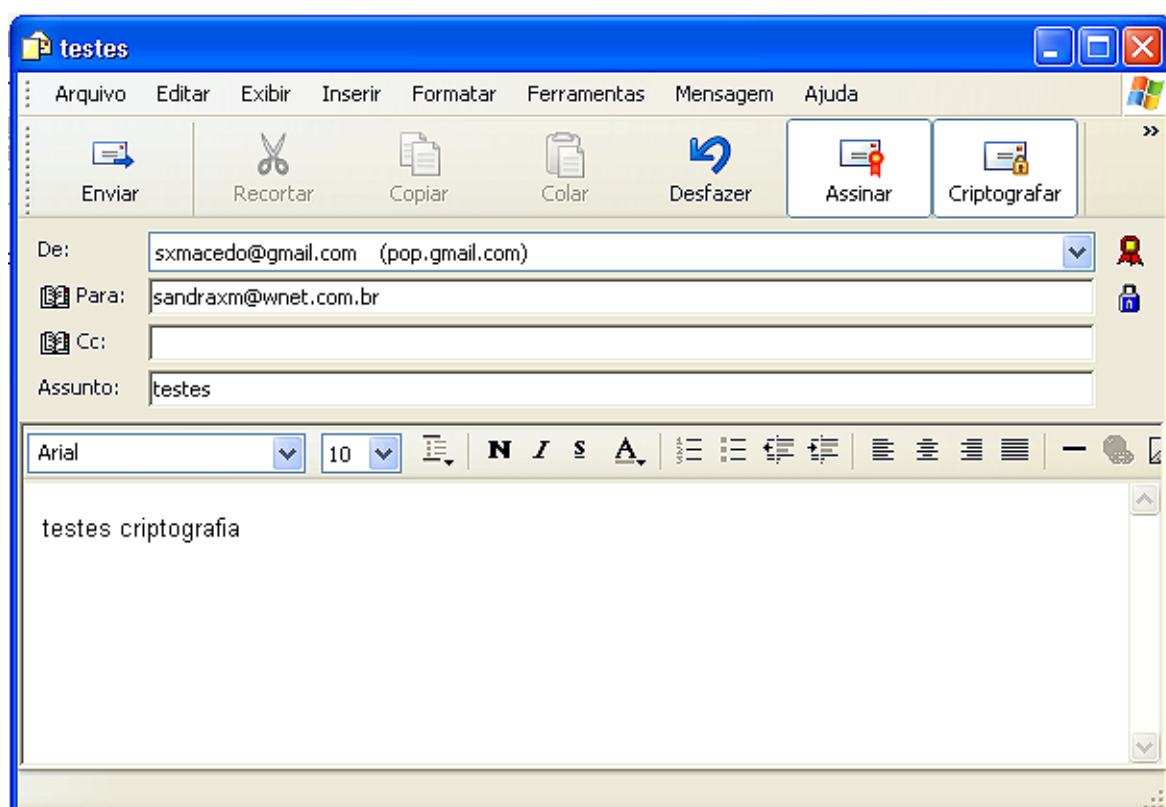 testes
Arquivo Editar Exibir Inserir Formatar Ferramentas Mensagem Ajuda
Enviar Recortar Copiar Colar Desfazer Assinar Criptografar
De: sxmacedo@gmail.com (pop.gmail.com)
Para: sandraxm@wnet.com.br
Cc:
Assunto: testes
Arial 10 N I S A
testes criptografia